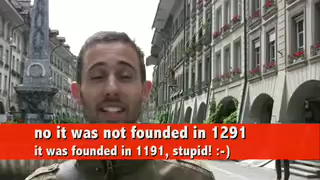 no it was not founded in 1291
it was founded in 1191, stupid! :-)